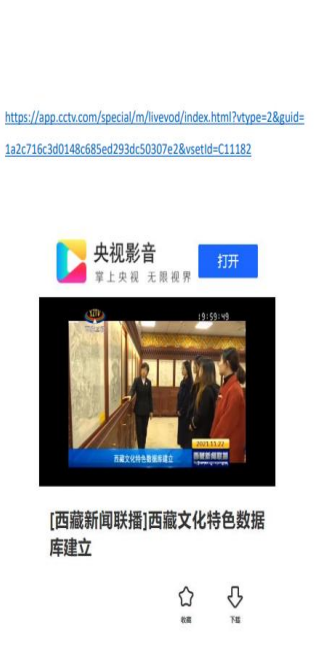 https://app.cctv.com/special/m/livevod/index.html?vtype=2&guid=
1a2c716c3d0148c685ed293dc50307e2&vsetId=C11182
央视影音
掌上央视 无限视界
打开
XZTV
19:59:49
2021.11.22
西藏文化特色数据库建立
西藏新闻联播
[西藏新闻联播]西藏文化特色数据
库建立
收藏
下载